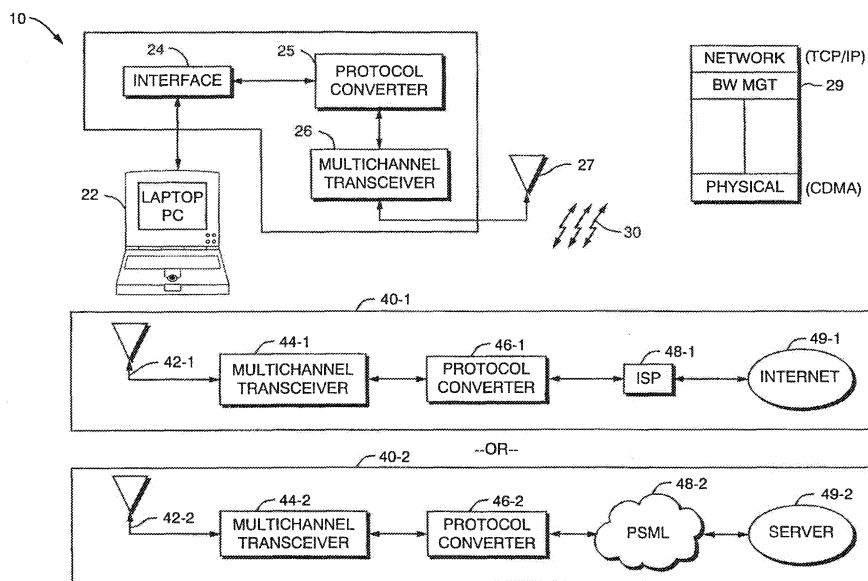 10
24
25
INTERFACE
PROTOCOL
CONVERTER
26
MULTICHANNEL
TRANSCEIVER
27
22
LAPTOP
PC
30
NETWORK
(TCP/IP)
BW MGT
29
PHYSICAL
(CDMA)
40-1
42-1
44-1
MULTICHANNEL
TRANSCEIVER
46-1
PROTOCOL
CONVERTER
48-1
ISP
49-1
INTERNET
--OR--
40-2
42-2
44-2
MULTICHANNEL
TRANSCEIVER
46-2
PROTOCOL
CONVERTER
48-2
PSML
49-2
SERVER